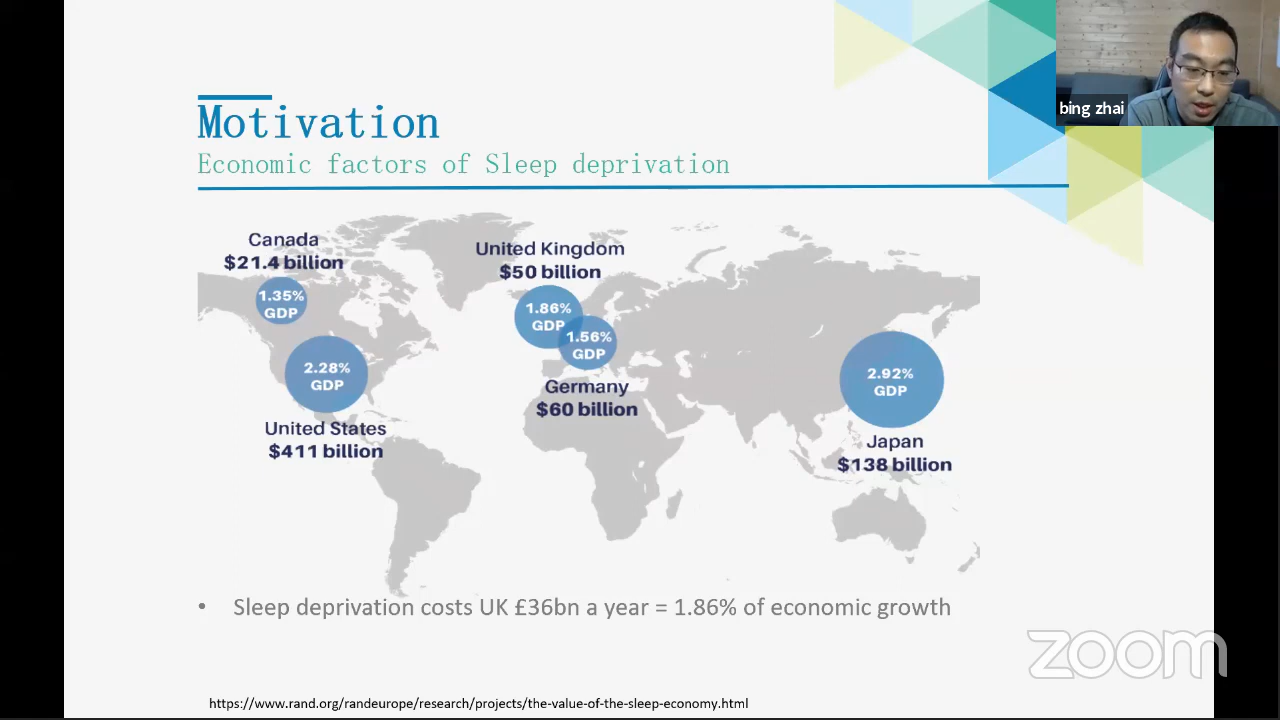 Motivation
Economic factors of Sleep deprivation
bing zhai
Canada
$21.4 billion
1.35%
GDP
United Kingdom
$50 billion
1.86%
GDP
1.56%
GDP
Germany
$60 billion
2.28%
GDP
United States
$411 billion
2.92%
GDP
Japan
$138 billion
• Sleep deprivation costs UK £36bn a year = 1.86% of economic growth
zoom
https://www.rand.org/randeurope/research/projects/the-value-of-the-sleep-economy.html